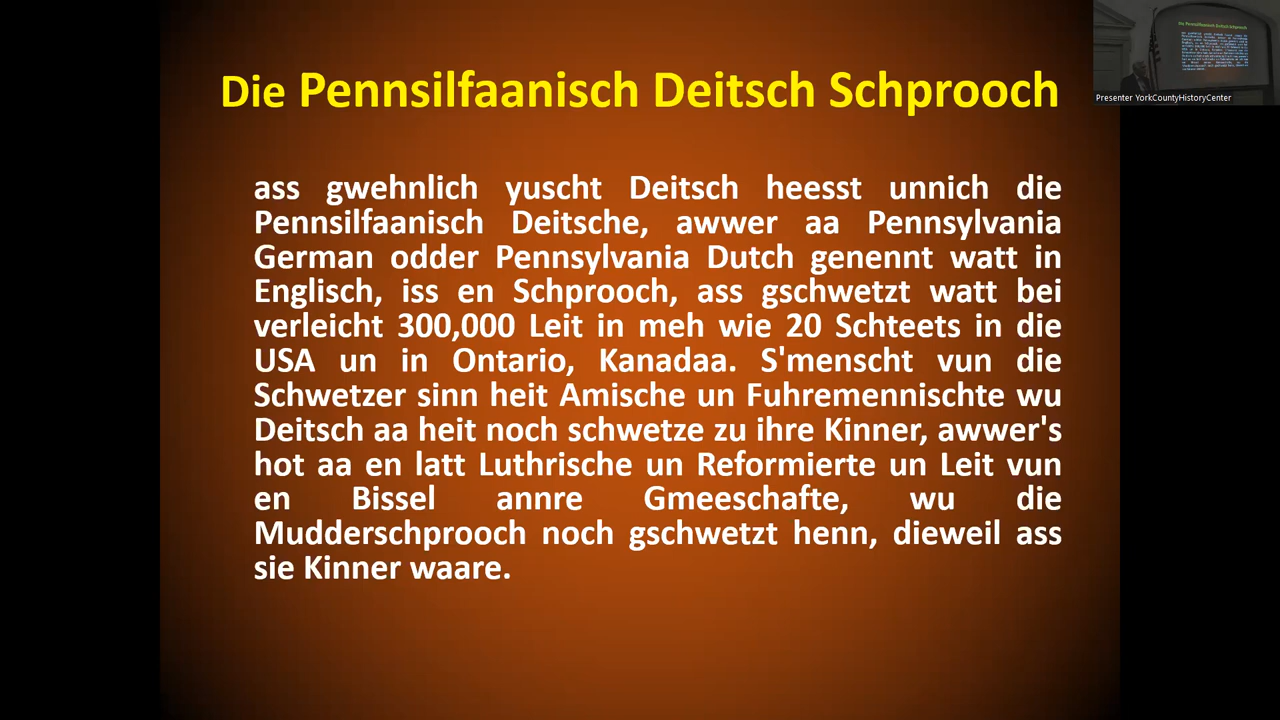 Die Pennsilfaanisch Deitsch Schprooch
Presenter YorkCountyHistoryCenter
ass gwehnlich yuscht Deitsch heesst unnich die
Pennsilfaanisch Deitsche, awwer aa Pennsylvania
German odder Pennsylvania Dutch genennt watt in
Englisch, iss en Schprooch, ass gschwetzt watt bei
verleicht 300,000 Leit in meh wie 20 Schteets in die
USA un in Ontario, Kanadaa. S'menscht vun die
Schwetzer sinn heit Amische un Fuhremennischte wu
Deitsch aa heit noch schwetze zu ihre Kinner, awwer's
hot aa en latt Luthrische un Reformierte un Leit vun
en Bissel annre Gmeeschafte, wu die
Mudderschprooch noch gschwetzt henn, dieweil ass
sie Kinner waare.